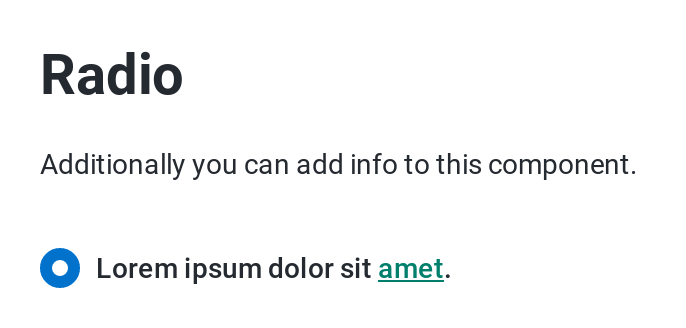 Radio
Additionally you can add info to this component.
Lorem ipsum dolor sit amet.